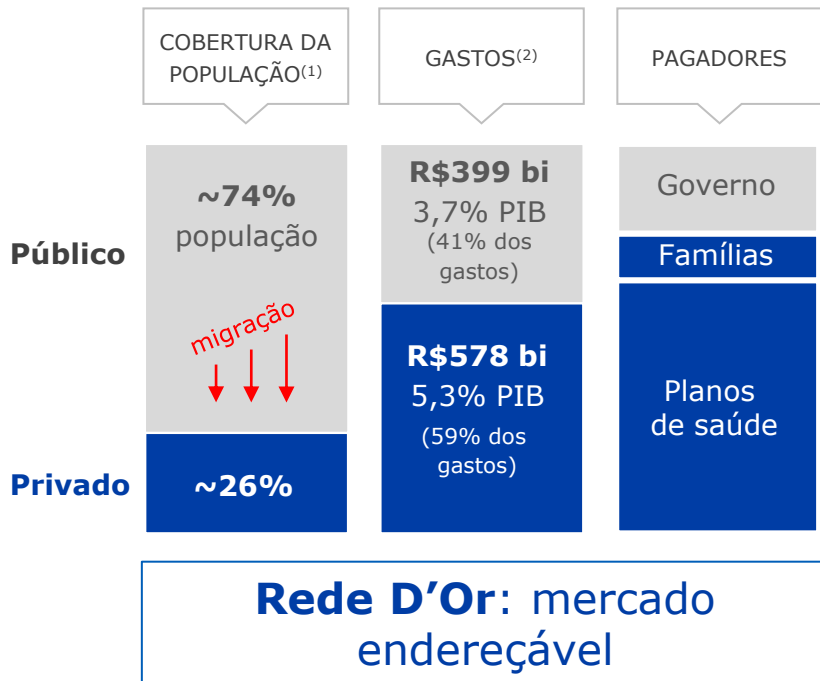 COBERTURA DA
POPULAÇÃO(1)
GASTOS(2)
PAGADORES
Público
Privado
~74%
população
migração
~26%
R$399 bi
3,7% PIB
(41% dos
gastos)
R$578 bi
5,3% PIB
(59% dos
gastos)
Governo
Famílias
Planos
de saúde
Rede D'Or: mercado
endereçável